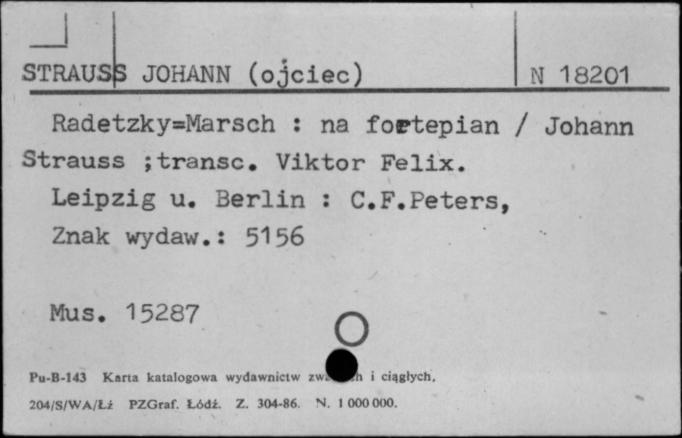 STRAUSS JOHANN (ojciec) N 18201
Radetzky=Marsch : na fortepian / Johann
Strauss ;transc. Viktor Felix.
Leipzig u. Berlin : C.F.Peters,
Znak wydaw.: 5156
Mus. 15287
Pu-B-143 Karta katalogowa wydawnictw i ciągłych.
204/S/WA/Łź PZGraf. Łódź. Z. 304-86. N. 1 000 000.